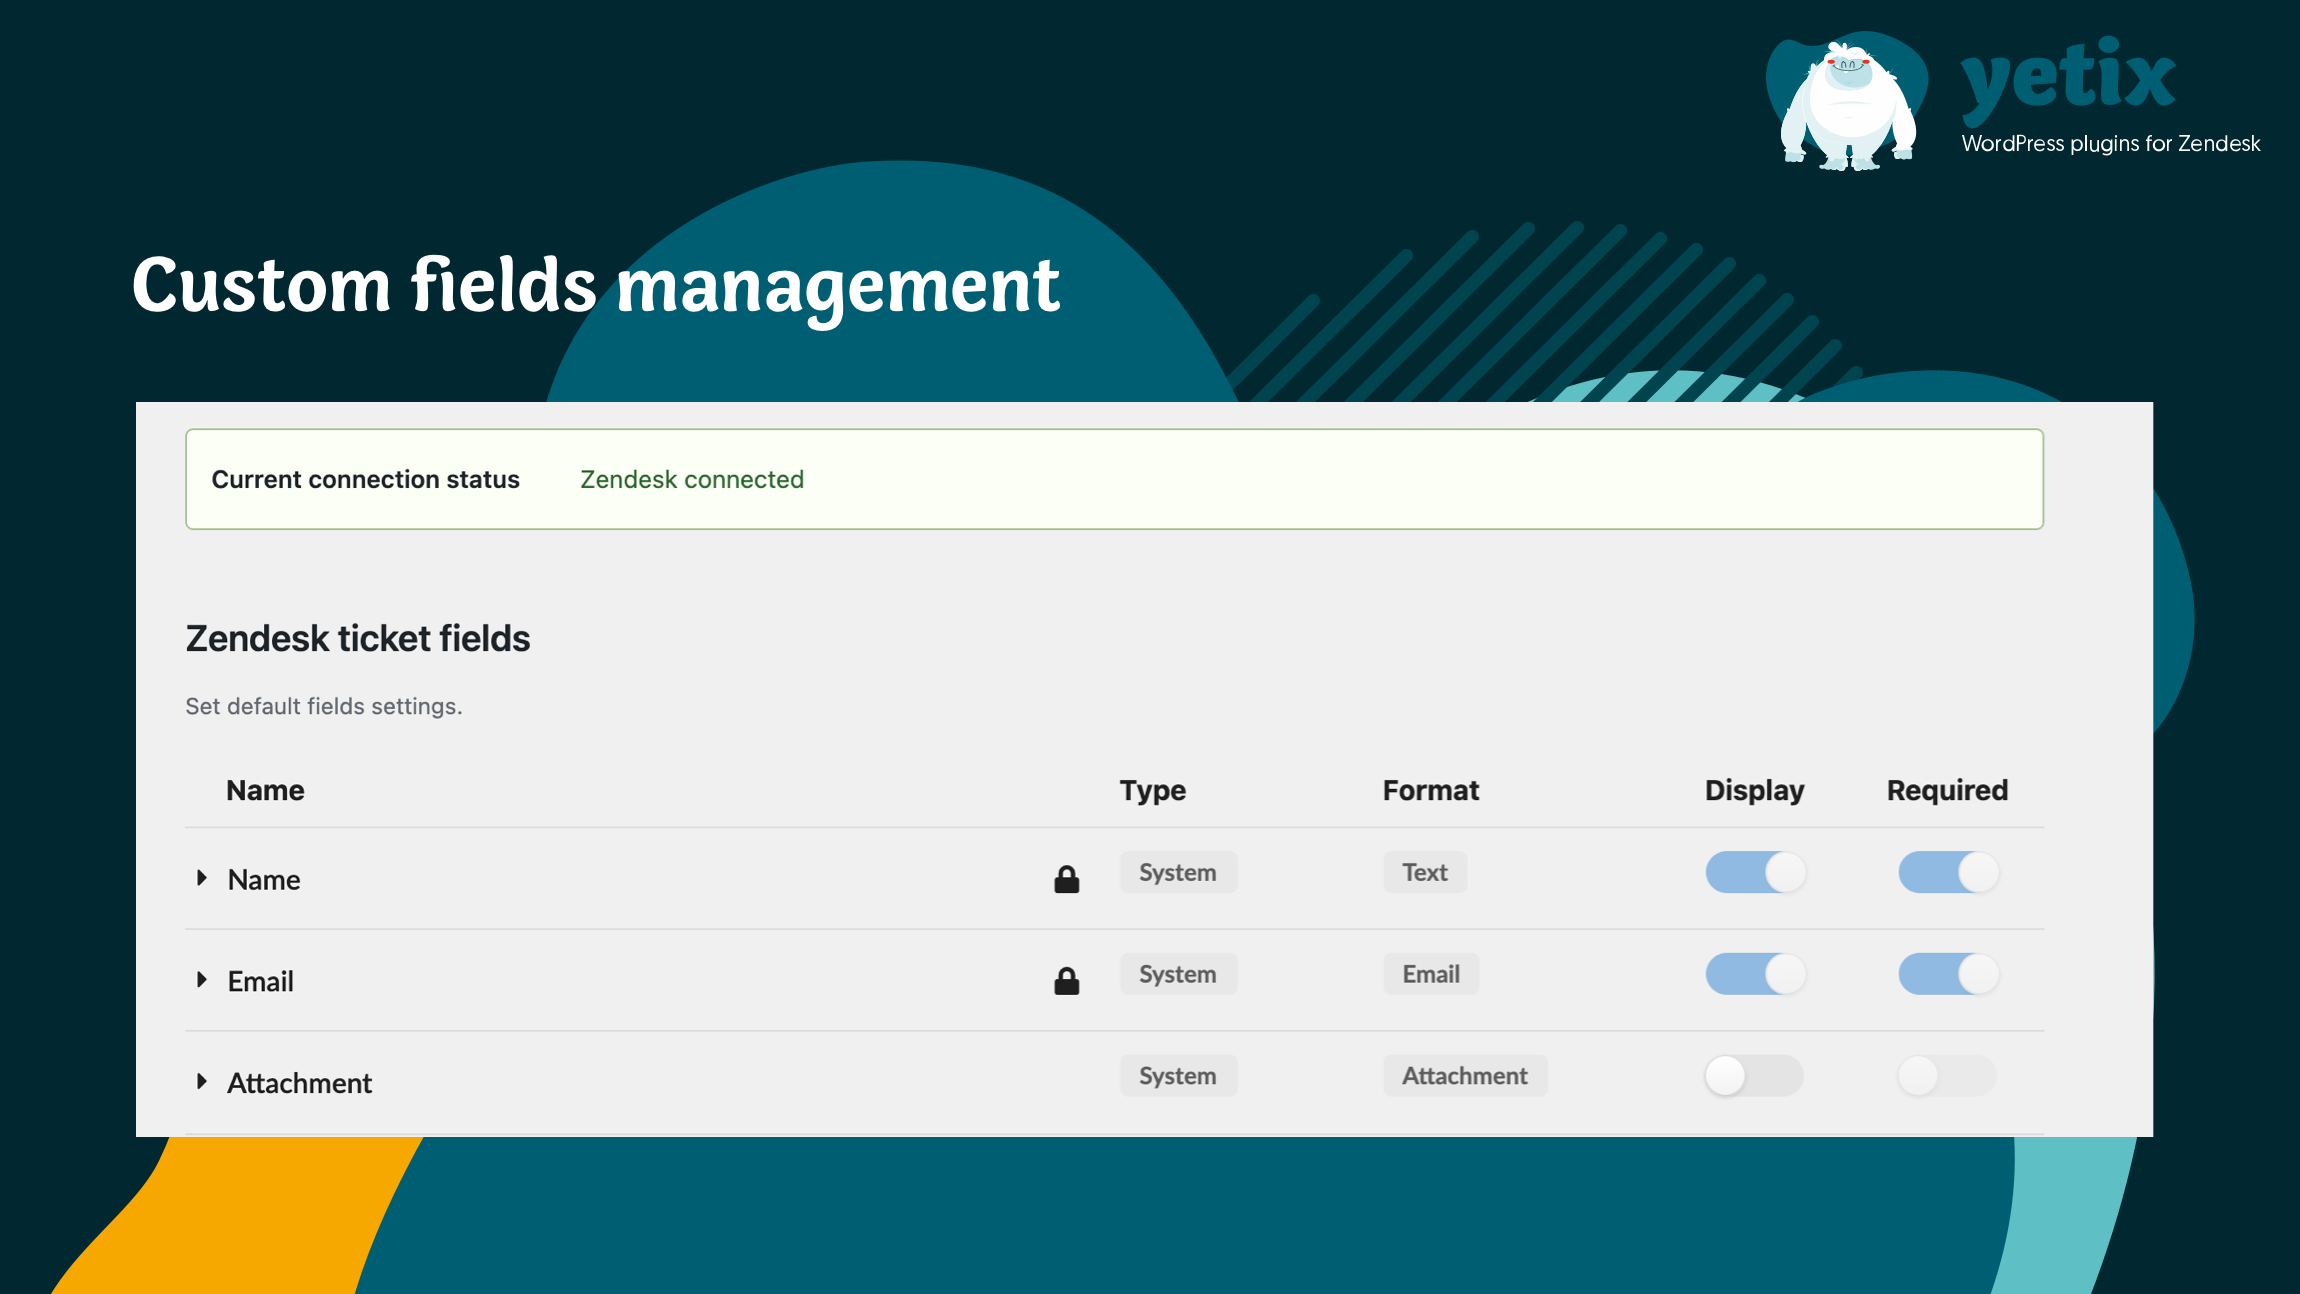 yetix
WordPress plugins for Zendesk
Custom fields management
Current connection status Zendesk connected
Zendesk ticket fields
Set default fields settings.
Name Type Format Display Required
Name System Text
Email System Email
Attachment System Attachment